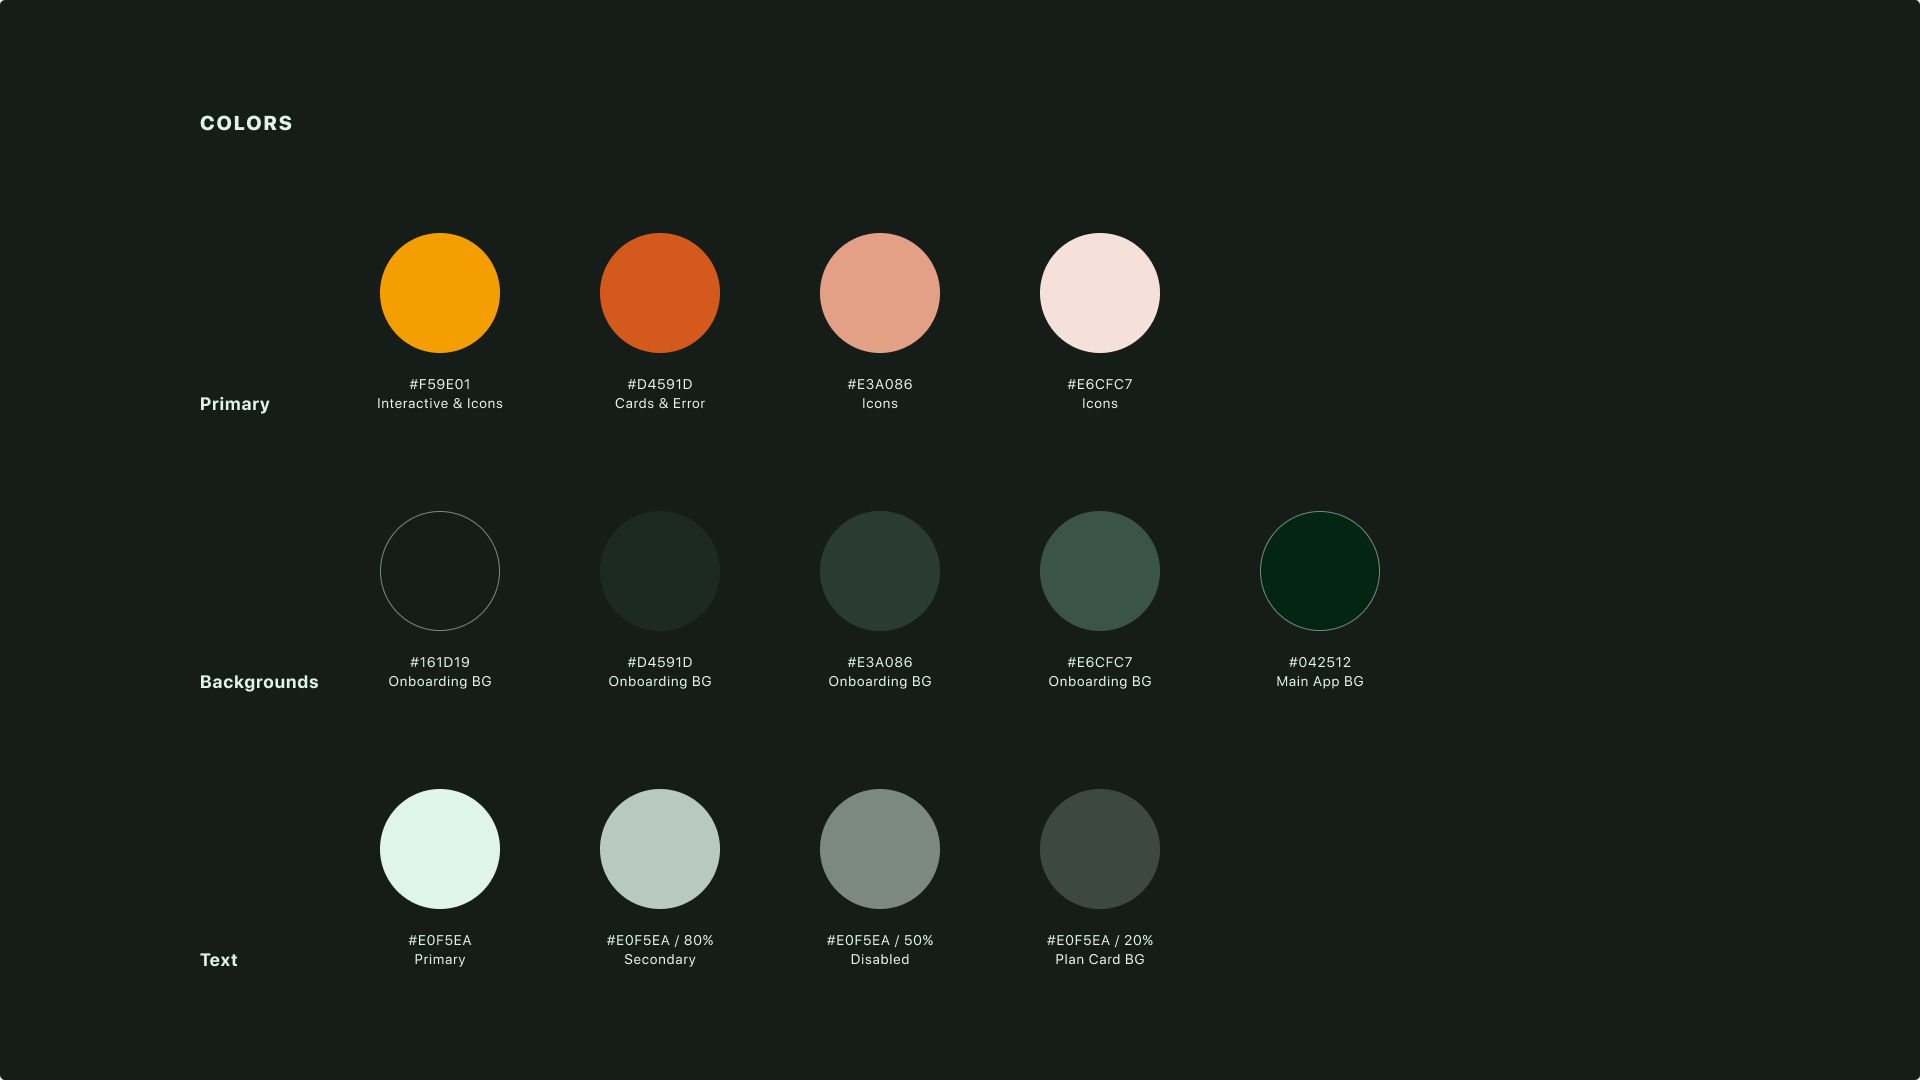 COLORS
Primary
#F59E01
Interactive & Icons
#D4591D
Cards & Error
#E3A086
Icons
#E6CFC7
Icons
Backgrounds
#161D19
Onboarding BG
#D4591D
Onboarding BG
#E3A086
Onboarding BG
#E6CFC7
Onboarding BG
#042512
Main App BG
Text
#E0F5EA
Primary
#E0F5EA / 80%
Secondary
#E0F5EA / 50%
Disabled
#E0F5EA / 20%
Plan Card BG